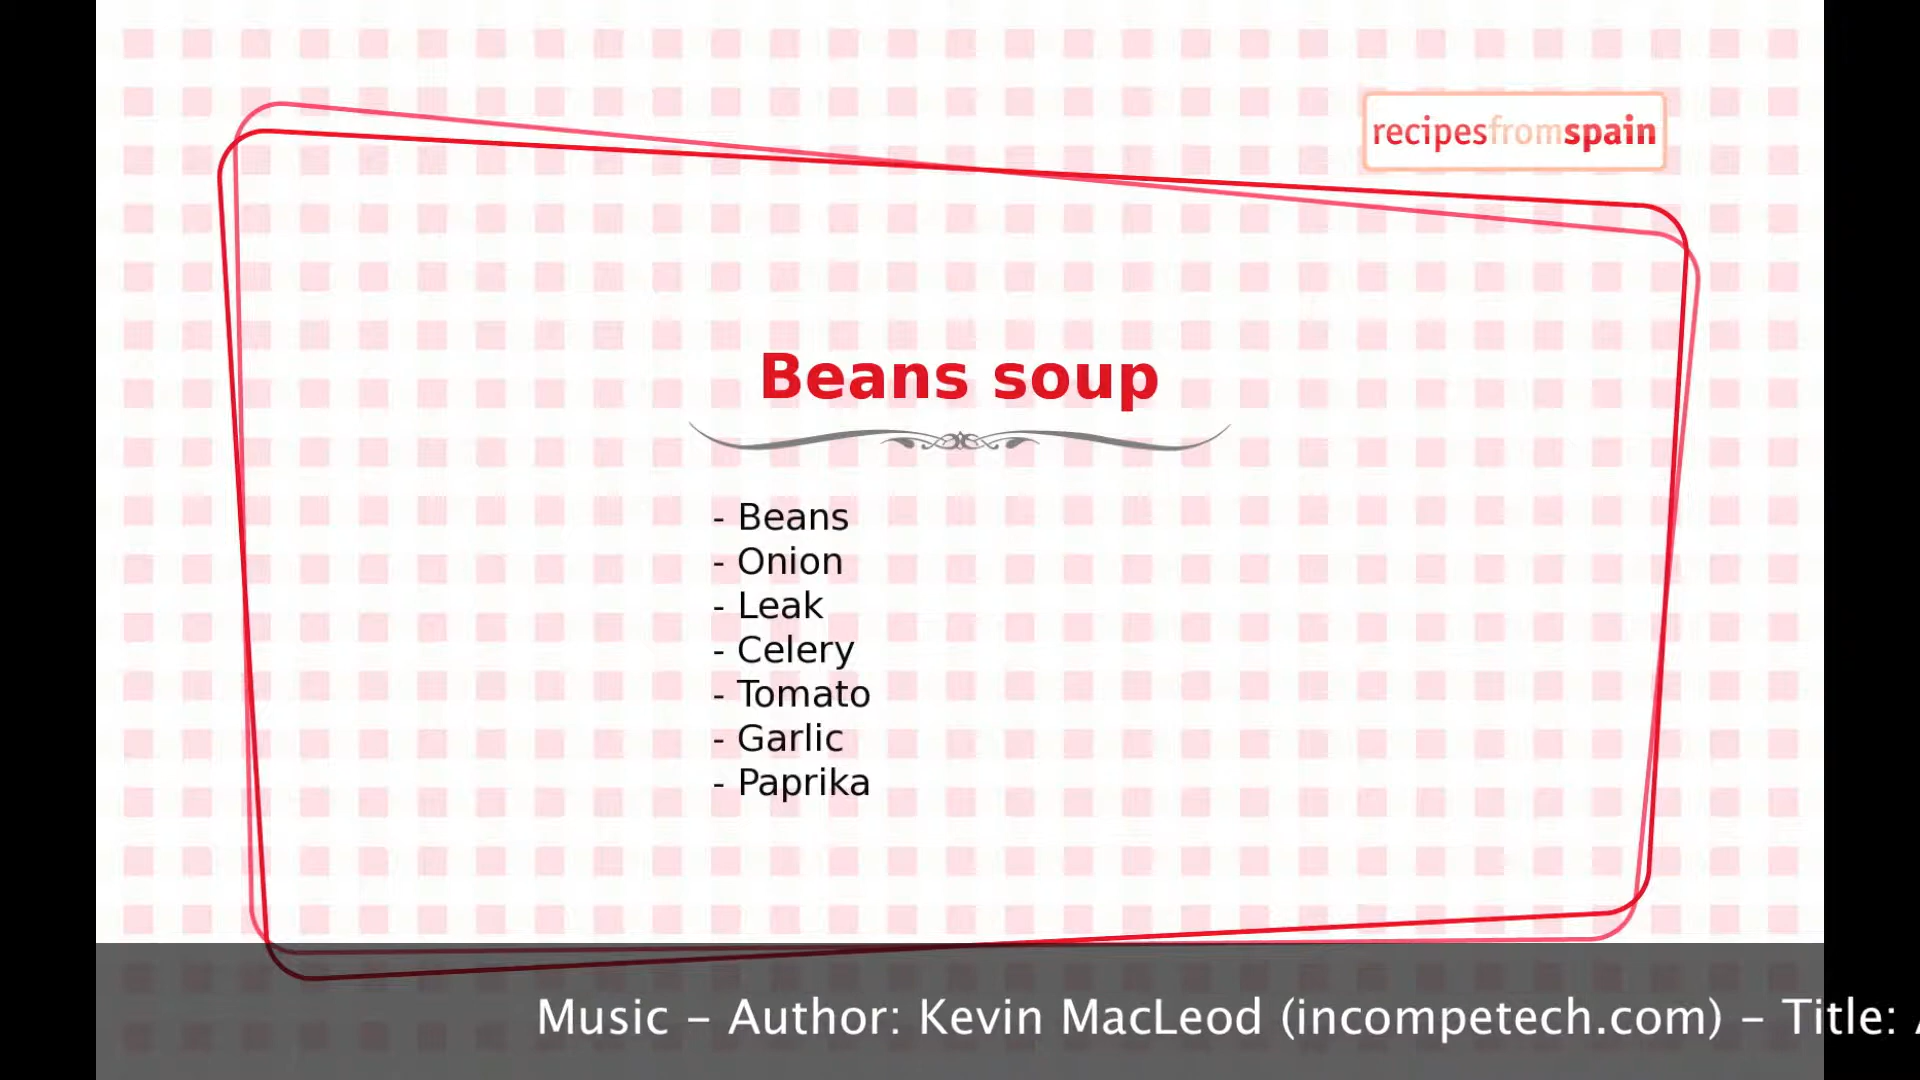 recipesfromspain
Beans soup
- Beans
- Onion
- Leak
- Celery
- Tomato
- Garlic
- Paprika
Music – Author: Kevin MacLeod (incompetech.com) – Title: